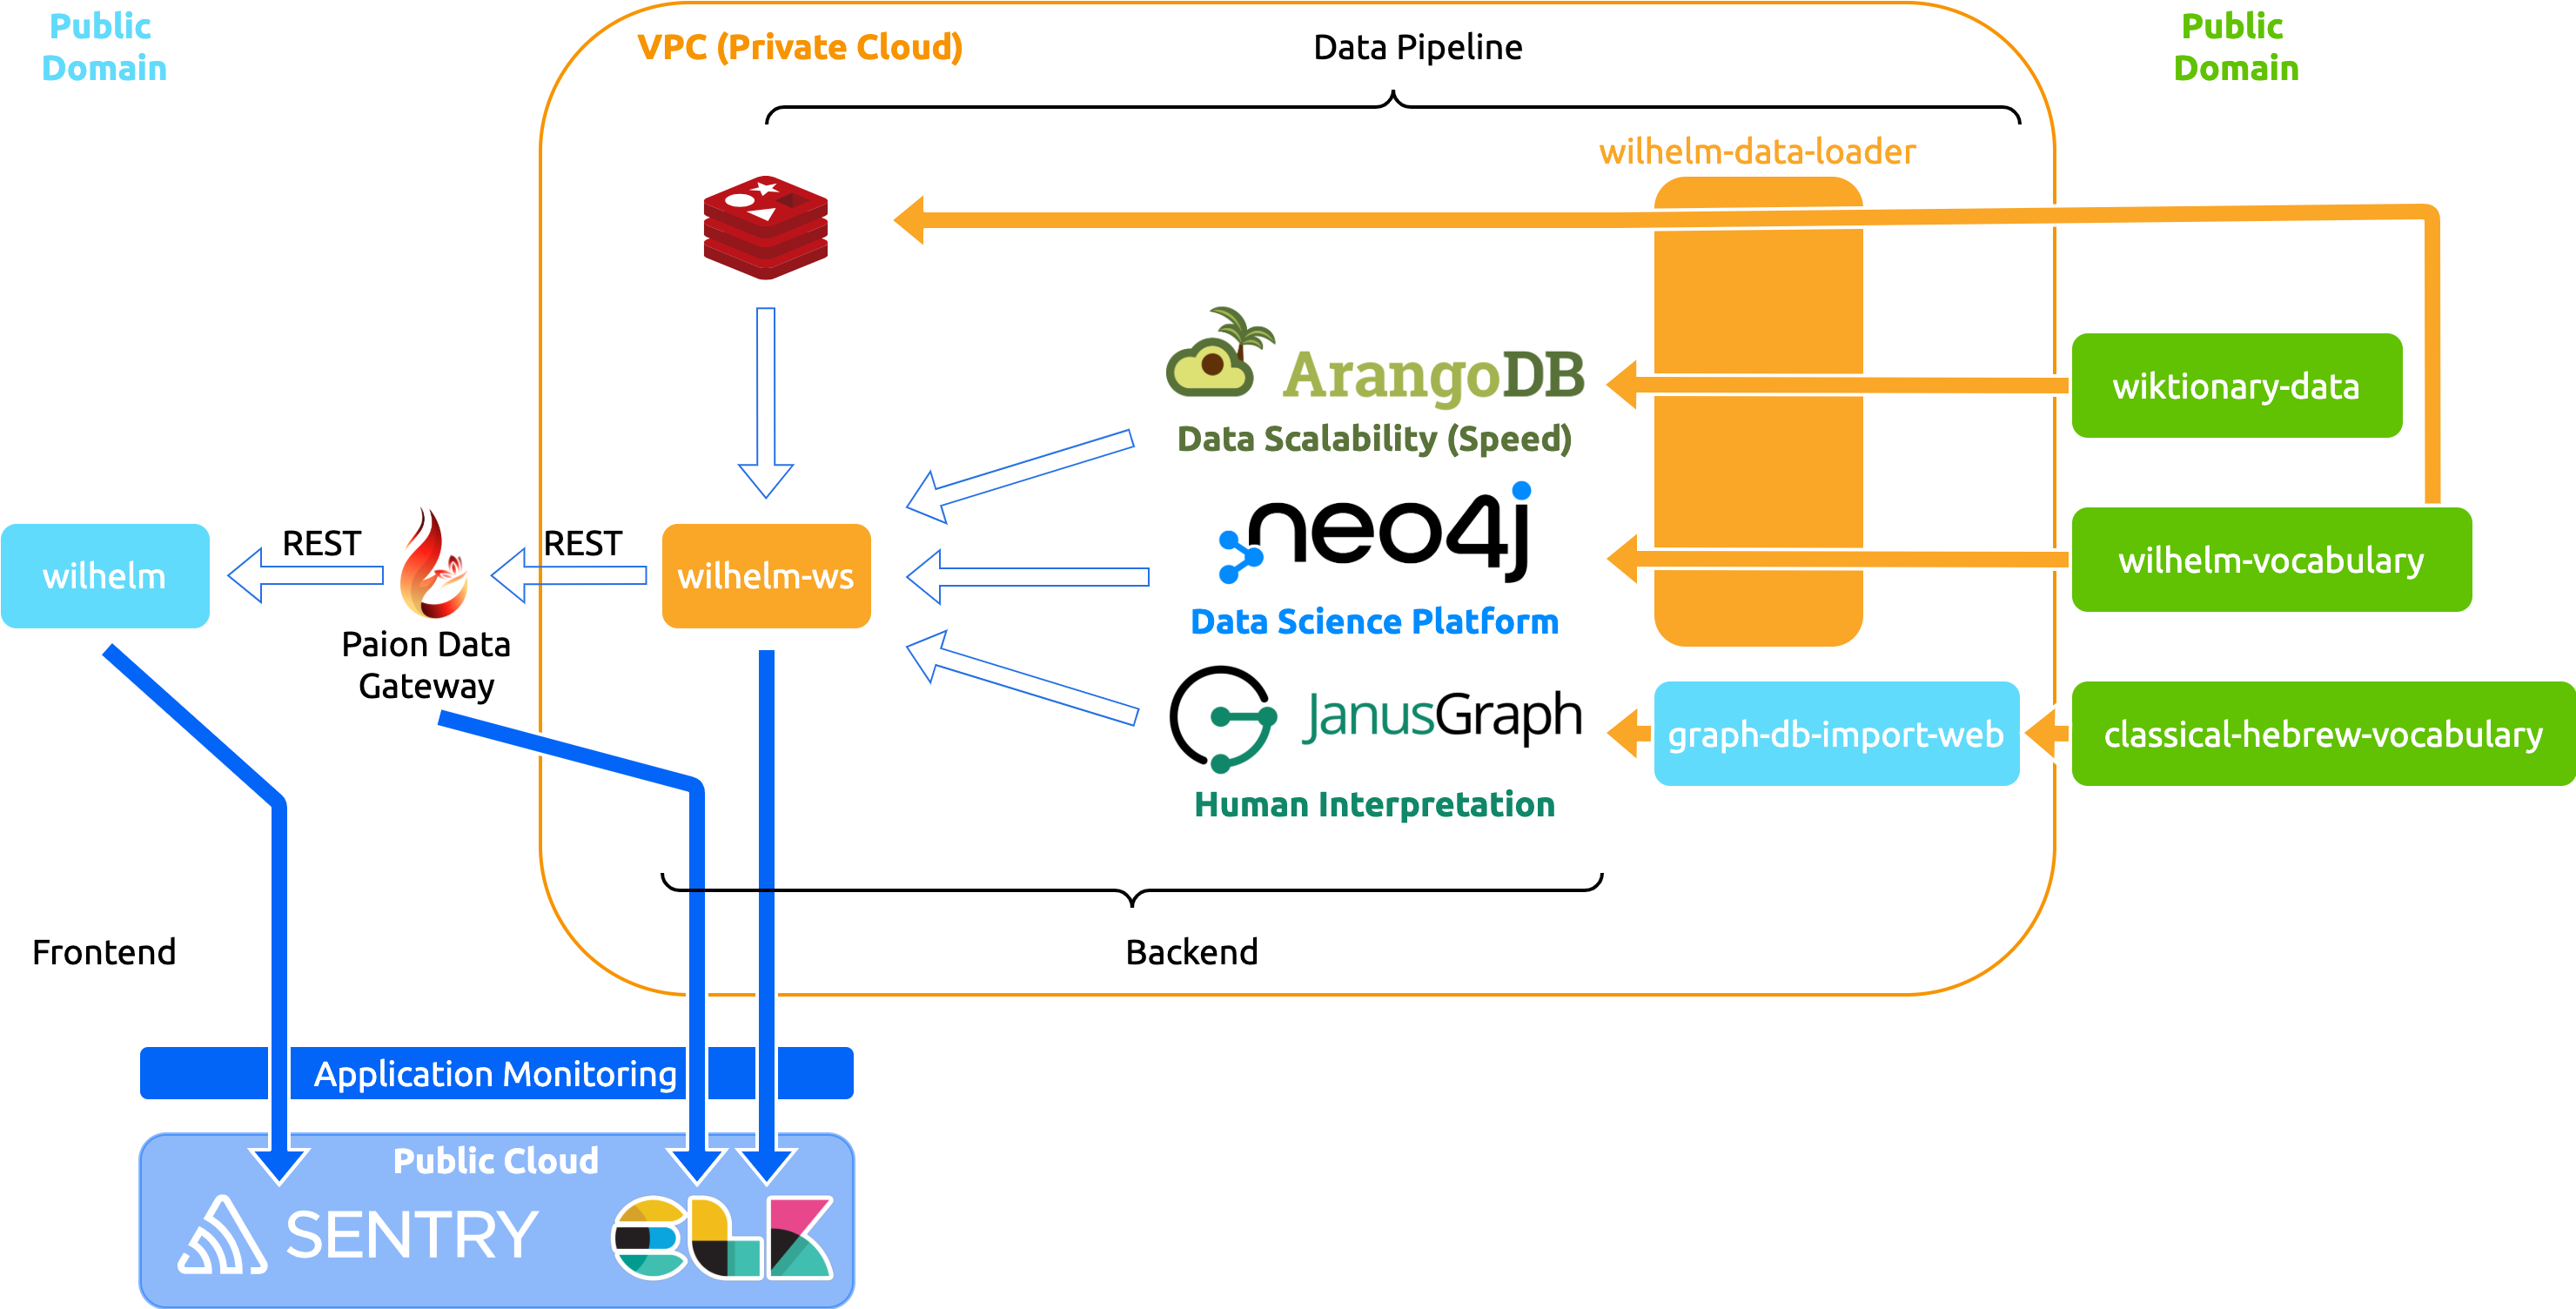 Public
Domain
VPC (Private Cloud)
Data Pipeline
Public
Domain
wilhelm-data-loader
ArangoDB
Data Scalability (Speed)
wiktionary-data
neo4j
Data Science Platform
wilhelm-vocabulary
REST
REST
wilhelm
wilhelm-ws
Paion Data
Gateway
JanusGraph
Human Interpretation
graph-db-import-web
classical-hebrew-vocabulary
Frontend
Backend
Application Monitoring
Public Cloud
SENTRY
ELK